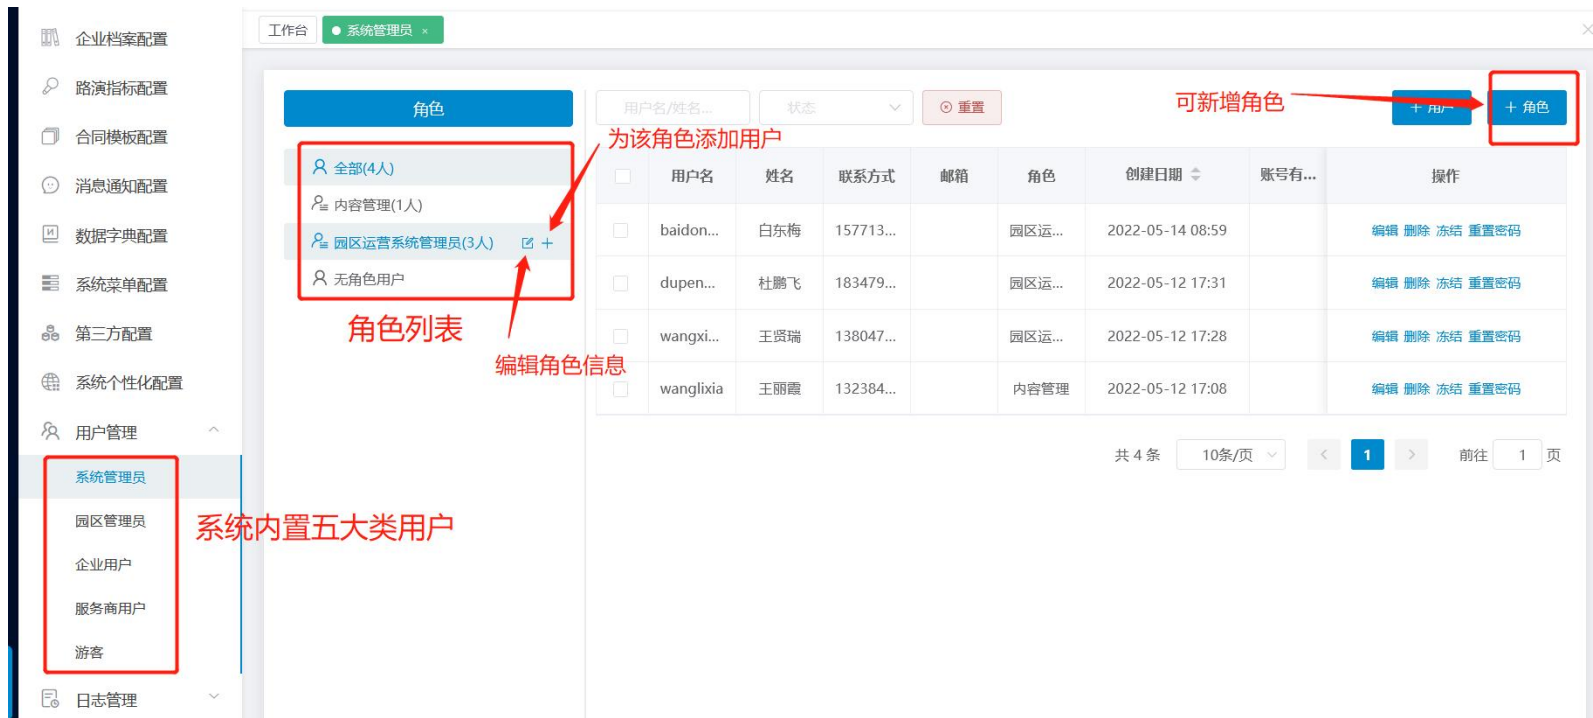 企业档案配置
路演指标配置
合同模板配置
消息通知配置
数据字典配置
系统菜单配置
第三方配置
系统个性化配置
用户管理
系统管理员
园区管理员
企业用户
服务商用户
游客
日志管理
系统内置五大类用户
工作台 系统管理员 ×
角色
全部(4人)
内容管理(1人)
园区运营系统管理员(3人)
无角色用户
角色列表
编辑角色信息
为该角色添加用户
用户名/姓名... 状态 重置 可新增角色 + 用户 + 角色
用户名 姓名 联系方式 邮箱 角色 创建日期 账号有... 操作
baidon... 白东梅 157713... 园区运... 2022-05-14 08:59 编辑 删除 冻结 重置密码
dupen... 杜鹏飞 183479... 园区运... 2022-05-12 17:31 编辑 删除 冻结 重置密码
wangxi... 王贤瑞 138047... 园区运... 2022-05-12 17:28 编辑 删除 冻结 重置密码
wanglixia 王丽霞 132384... 内容管理 2022-05-12 17:08 编辑 删除 冻结 重置密码
共 4 条 10条/页 < 1 > 前往 1 页